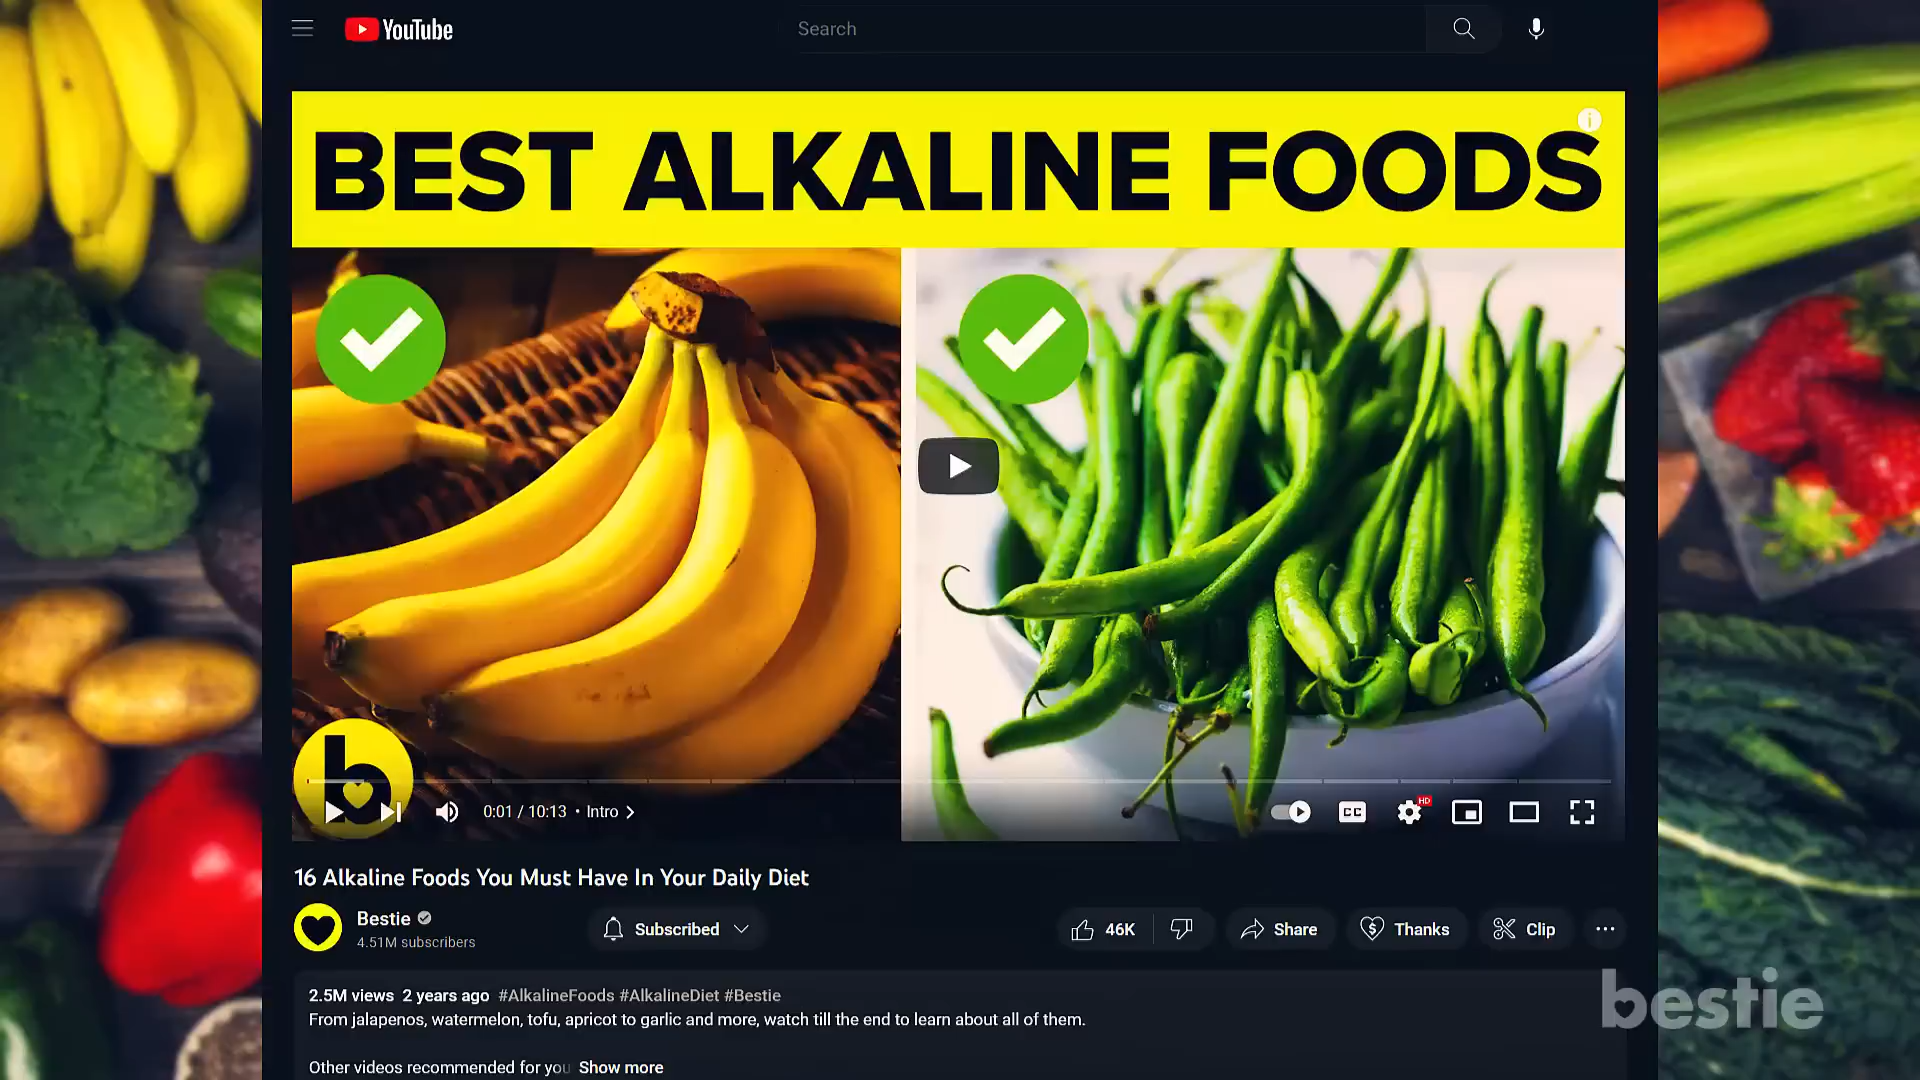 YouTube
Search
BEST ALKALINE FOODS
b
0:01 / 10:13 • Intro
CC
HD
16 Alkaline Foods You Must Have In Your Daily Diet
Bestie
4.51M subscribers
Subscribed
46K
Share
Thanks
Clip
2.5M views 2 years ago #AlkalineFoods #AlkalineDiet #Bestie
From jalapenos, watermelon, tofu, apricot to garlic and more, watch till the end to learn about all of them.
Other videos recommended for you Show more
bestie